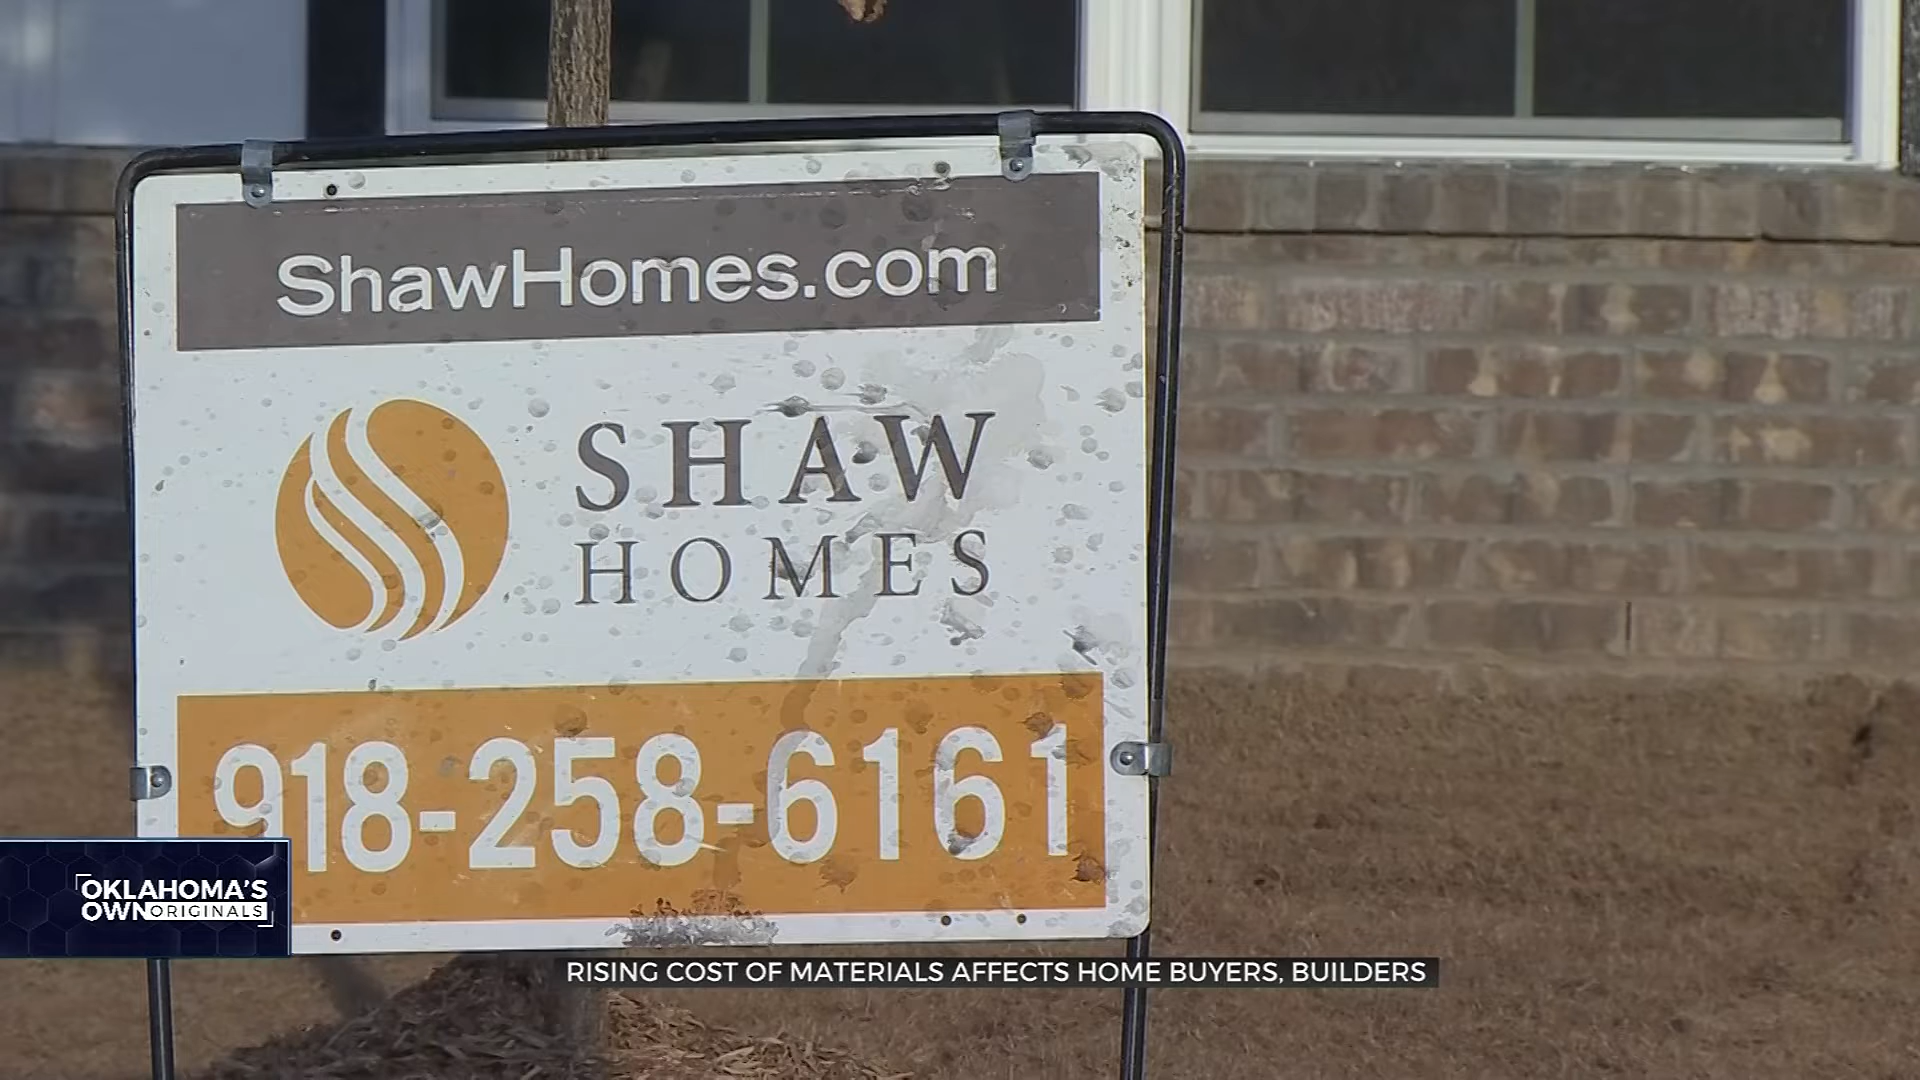 ShawHomes.com
SHAW
HOMES
918-258-6161
OKLAHOMA'S
OWN ORIGINALS
RISING COST OF MATERIALS AFFECTS HOME BUYERS, BUILDERS